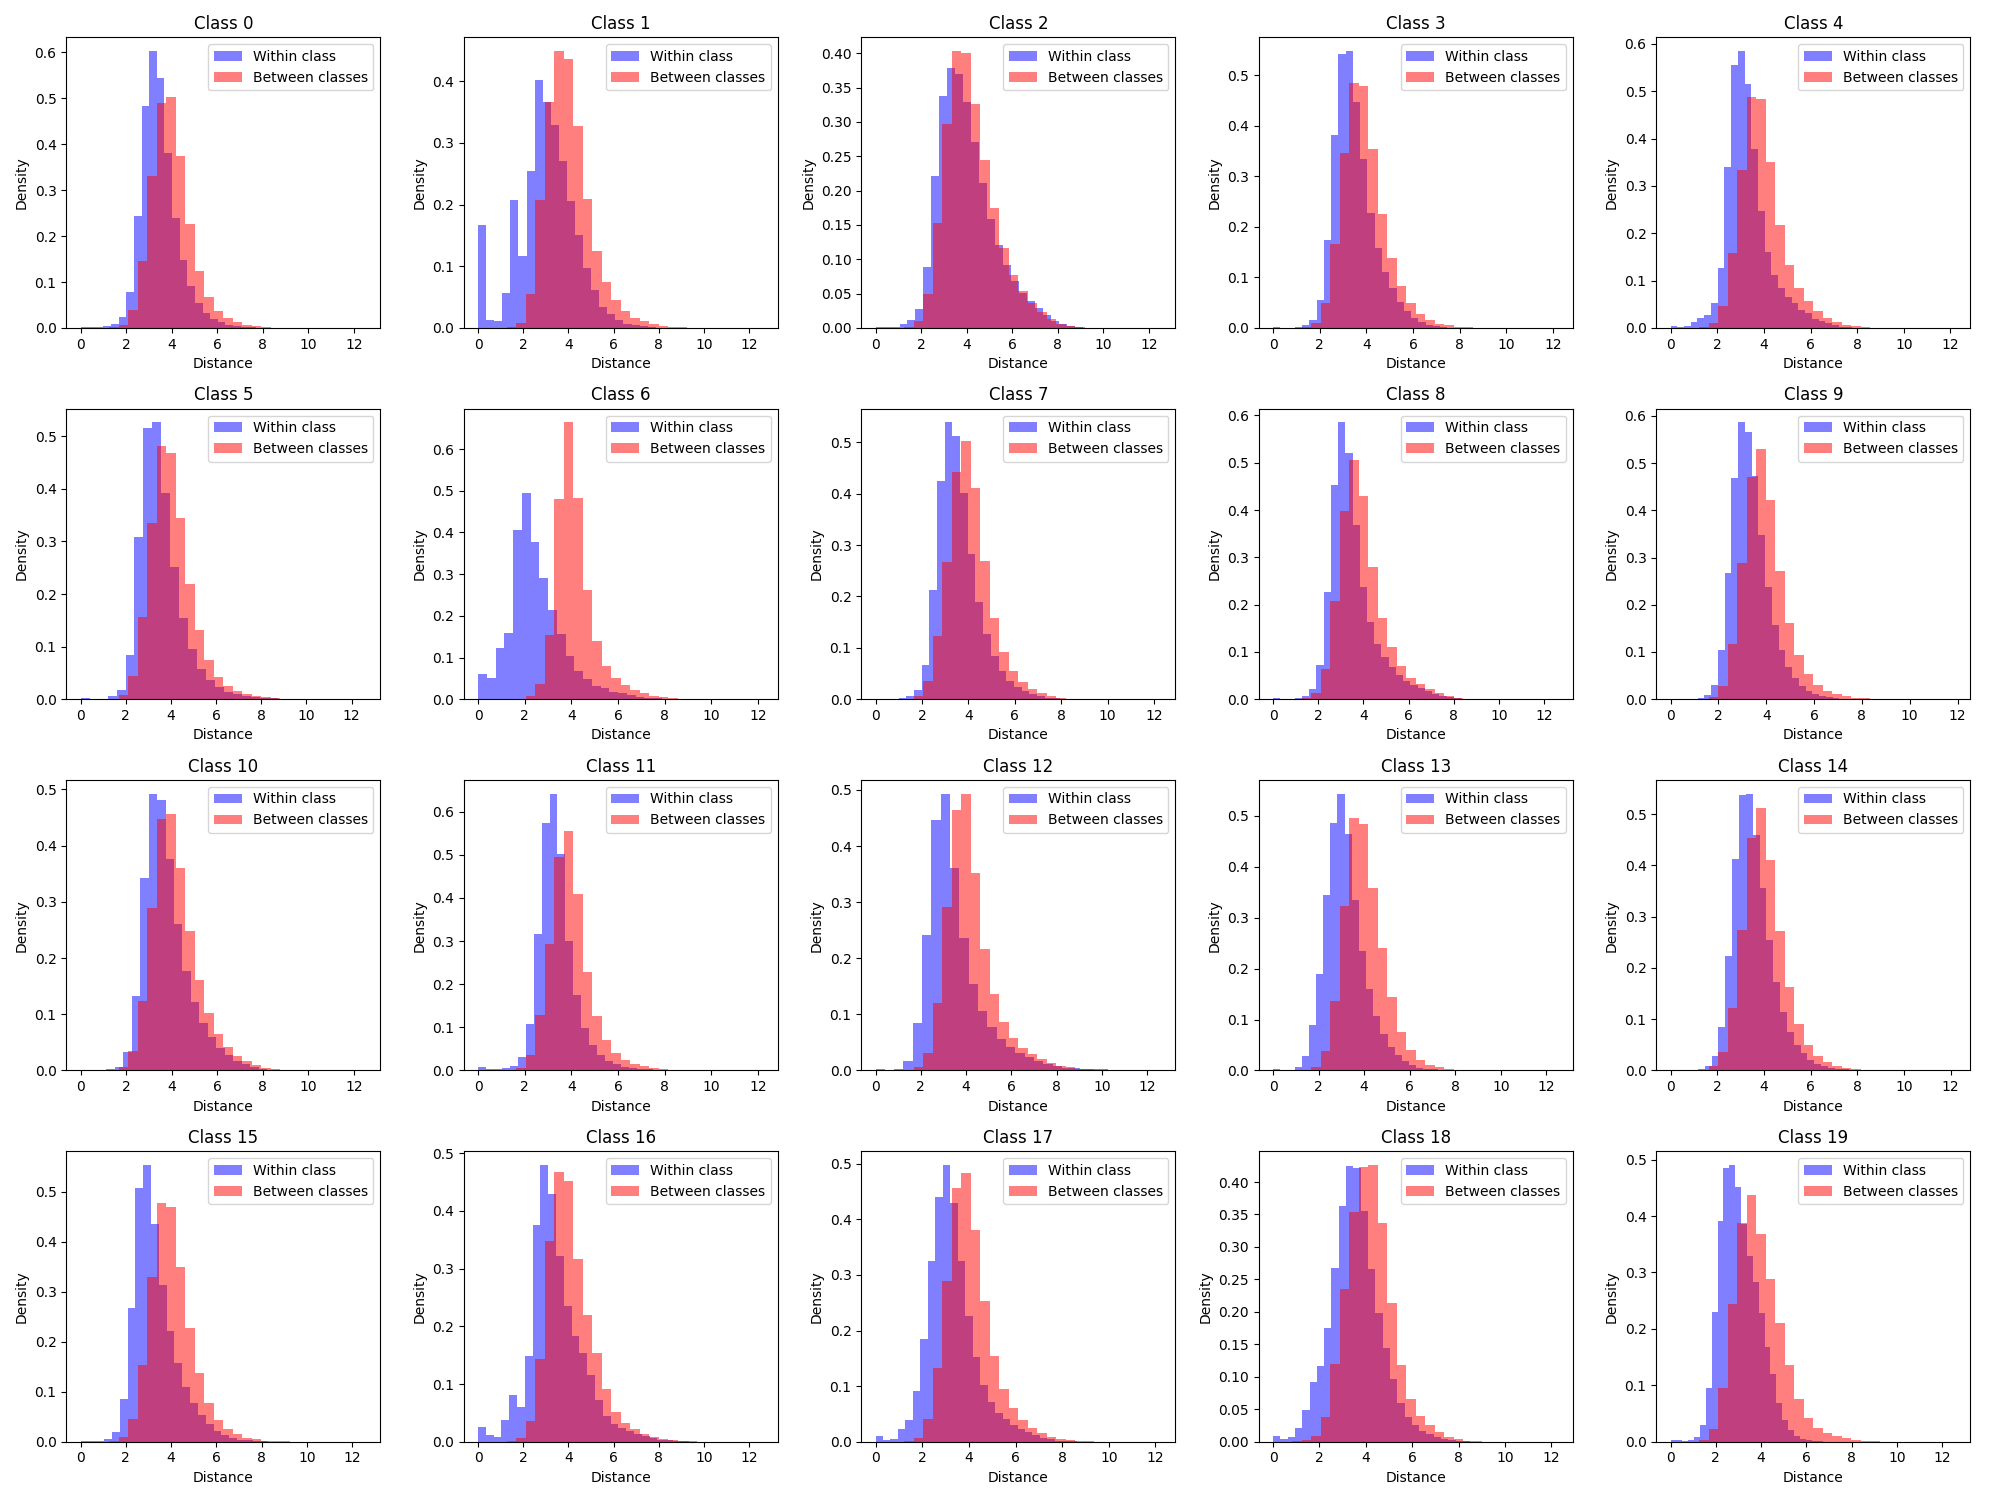 Class 0
Class 1
Class 2
Class 3
Class 4
Within class
Between classes
Within class
Between classes
Within class
Between classes
Within class
Between classes
Within class
Between classes
0.6
0.5
0.4
0.3
0.2
0.1
0.0
Density
0 2 4 6 8 10 12
Distance
0.4
0.3
0.2
0.1
0.0
Density
0 2 4 6 8 10 12
Distance
0.40
0.35
0.30
0.25
0.20
0.15
0.10
0.05
0.00
Density
0 2 4 6 8 10 12
Distance
0.5
0.4
0.3
0.2
0.1
0.0
Density
0 2 4 6 8 10 12
Distance
0.6
0.5
0.4
0.3
0.2
0.1
0.0
Density
0 2 4 6 8 10 12
Distance
Class 5
Class 6
Class 7
Class 8
Class 9
Within class
Between classes
Within class
Between classes
Within class
Between classes
Within class
Between classes
Within class
Between classes
0.5
0.4
0.3
0.2
0.1
0.0
Density
0 2 4 6 8 10 12
Distance
0.6
0.5
0.4
0.3
0.2
0.1
0.0
Density
0 2 4 6 8 10 12
Distance
0.5
0.4
0.3
0.2
0.1
0.0
Density
0 2 4 6 8 10 12
Distance
0.6
0.5
0.4
0.3
0.2
0.1
0.0
Density
0 2 4 6 8 10 12
Distance
0.6
0.5
0.4
0.3
0.2
0.1
0.0
Density
0 2 4 6 8 10 12
Distance
Class 10
Class 11
Class 12
Class 13
Class 14
Within class
Between classes
Within class
Between classes
Within class
Between classes
Within class
Between classes
Within class
Between classes
0.5
0.4
0.3
0.2
0.1
0.0
Density
0 2 4 6 8 10 12
Distance
0.6
0.5
0.4
0.3
0.2
0.1
0.0
Density
0 2 4 6 8 10 12
Distance
0.5
0.4
0.3
0.2
0.1
0.0
Density
0 2 4 6 8 10 12
Distance
0.5
0.4
0.3
0.2
0.1
0.0
Density
0 2 4 6 8 10 12
Distance
0.5
0.4
0.3
0.2
0.1
0.0
Density
0 2 4 6 8 10 12
Distance
Class 15
Class 16
Class 17
Class 18
Class 19
Within class
Between classes
Within class
Between classes
Within class
Between classes
Within class
Between classes
Within class
Between classes
0.5
0.4
0.3
0.2
0.1
0.0
Density
0 2 4 6 8 10 12
Distance
0.5
0.4
0.3
0.2
0.1
0.0
Density
0 2 4 6 8 10 12
Distance
0.5
0.4
0.3
0.2
0.1
0.0
Density
0 2 4 6 8 10 12
Distance
0.40
0.35
0.30
0.25
0.20
0.15
0.10
0.05
0.00
Density
0 2 4 6 8 10 12
Distance
0.5
0.4
0.3
0.2
0.1
0.0
Density
0 2 4 6 8 10 12
Distance